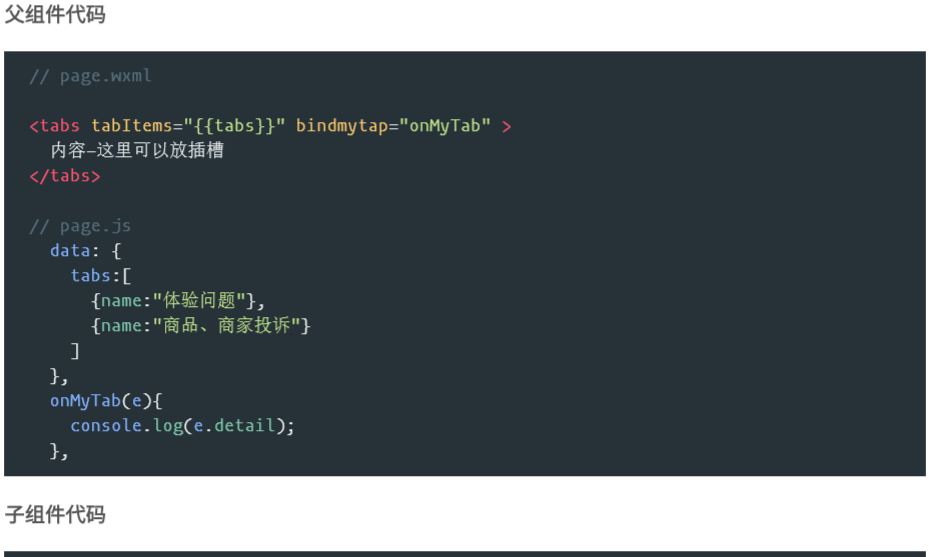 父组件代码
// page.wxml
<tabs tabItems="{{tabs}}" bindmytap="onMyTab" >
内容-这里可以放插槽
</tabs>
// page.js
data: {
tabs:[
{name:"体验问题"},
{name:"商品、商家投诉"}
]
},
onMyTab(e){
console.log(e.detail);
},
子组件代码